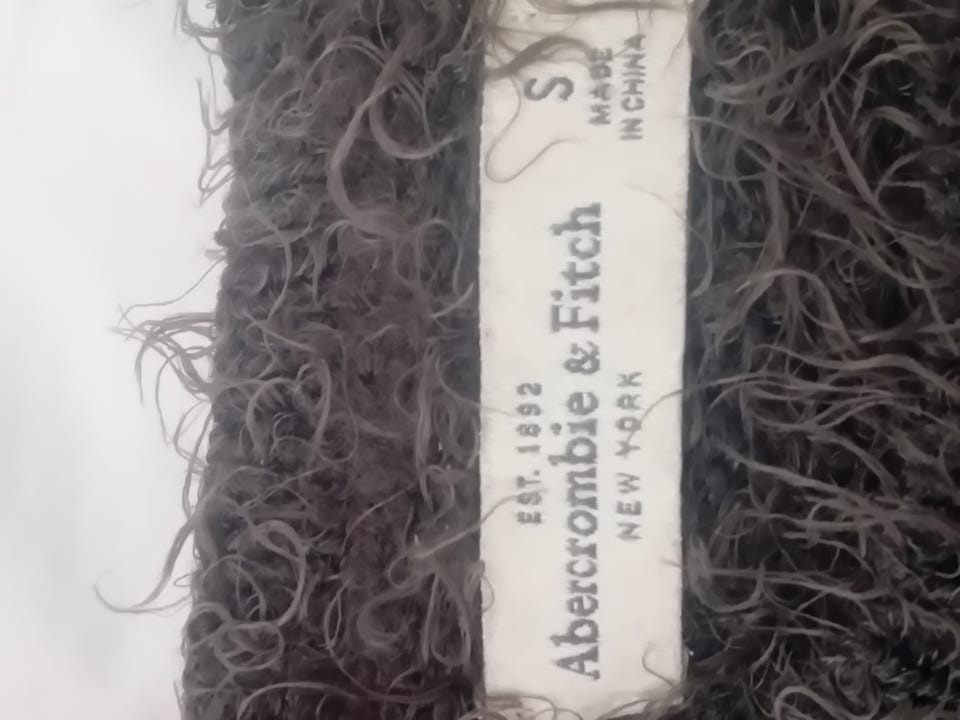 EST. 1892
Abercrombie & Fitch
NEW YORK
S
MADE
IN CHINA